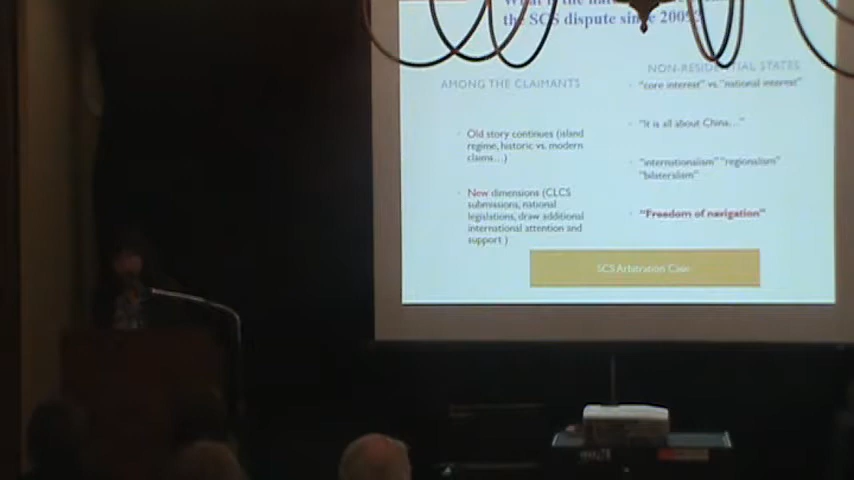 the SCS dispute since 2009?
AMONG THE CLAIMANTS
Old story continues (island
regime, historic vs. modern
claims…)
New dimensions (CLCS
submissions, national
legislations, draw additional
international attention and
support )
NON-RESIDENTIAL STATES
"core interest" vs. "national interest"
"It is all about China…"
"internationalism" "regionalism"
"bilateralism"
"Freedom of navigation"
SCS Arbitration Case